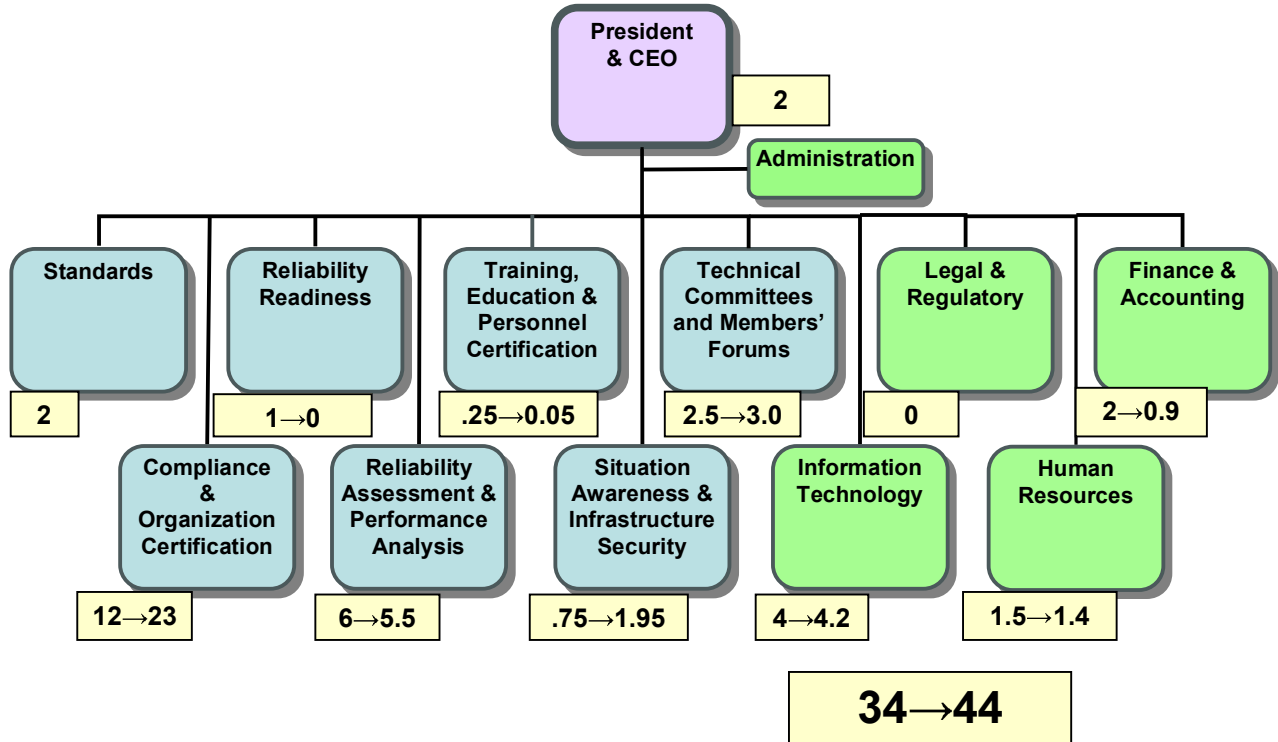 President
& CEO
2
Administration
Standards
2
Reliability
Readiness
1→0
Training,
Education &
Personnel
Certification
.25→0.05
Technical
Committees
and Members’
Forums
2.5→3.0
Legal &
Regulatory
0
Finance &
Accounting
2→0.9
Compliance
&
Organization
Certification
12→23
Reliability
Assessment &
Performance
Analysis
6→5.5
Situation
Awareness &
Infrastructure
Security
.75→1.95
Information
Technology
4→4.2
Human
Resources
1.5→1.4
34→44